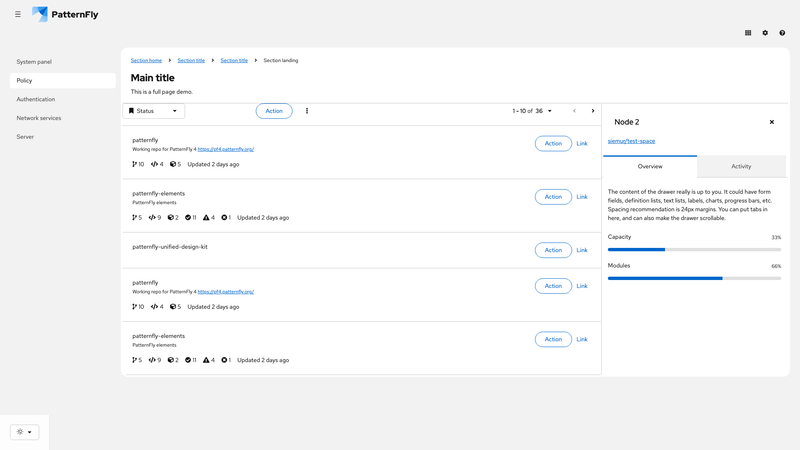 PatternFly
System panel
Policy
Authentication
Network services
Server
Section home
Section title
Section title
Section landing
Main title
This is a full page demo.
Status
Action
1 - 10 of 36
patternfly
Working repo for PatternFly 4 https://pf4.patternfly.org/
10 4 5 Updated 2 days ago
Action Link
patternfly-elements
PatternFly elements
5 9 2 11 4 1 Updated 2 days ago
Action Link
patternfly-unified-design-kit
Action Link
patternfly
Working repo for PatternFly 4 https://pf4.patternfly.org/
10 4 5 Updated 2 days ago
Action Link
patternfly-elements
PatternFly elements
5 9 2 11 4 1 Updated 2 days ago
Action Link
Node 2
siemur/test-space
Overview
Activity
The content of the drawer really is up to you. It could have form
fields, definition lists, text lists, labels, charts, progress bars, etc.
Spacing recommendation is 24px margins. You can put tabs in
here, and can also make the drawer scrollable.
Capacity 33%
Modules 66%